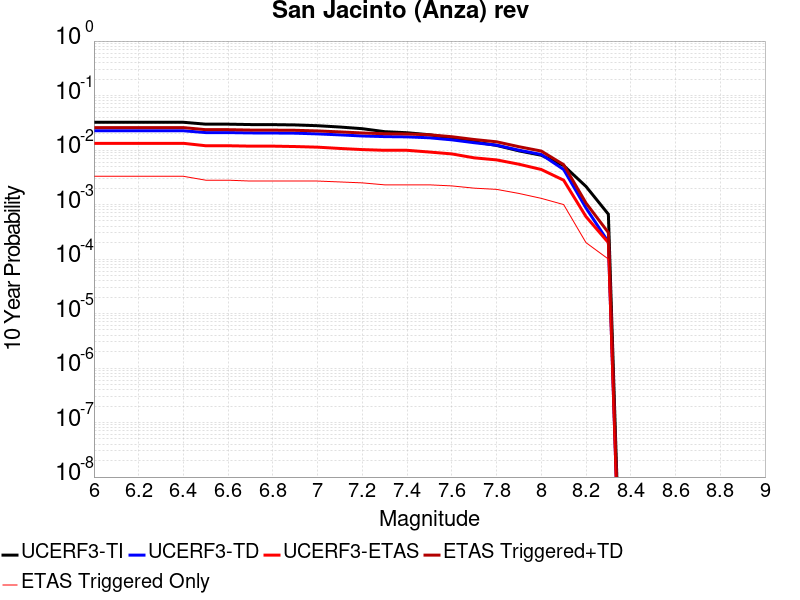 San Jacinto (Anza) rev
10^0
10^-1
10^-2
10^-3
10^-4
10^-5
10^-6
10^-7
10^-8
10 Year Probability
6 6.2 6.4 6.6 6.8 7 7.2 7.4 7.6 7.8 8 8.2 8.4 8.6 8.8 9
Magnitude
UCERF3-TI UCERF3-TD UCERF3-ETAS ETAS Triggered+TD
ETAS Triggered Only